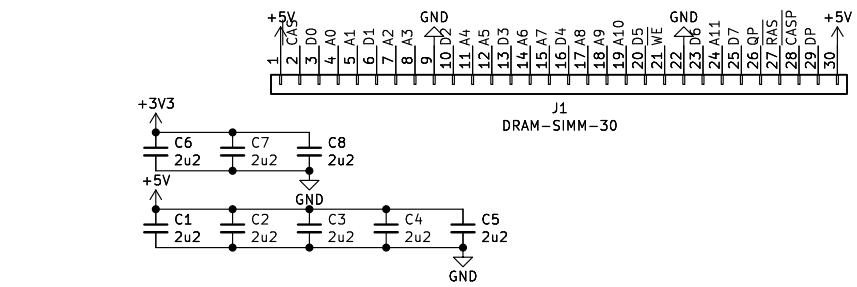 +5V GND GND +5V
CAS D0 A0 A1 D1 A2 A3 D2 A4 A5 D3 A6 A7 D4 A8 A9 A10 D5 WE D6 A11 D7 QP RAS CASP DP
1 2 3 4 5 6 7 8 9 10 11 12 13 14 15 16 17 18 19 20 21 22 23 24 25 26 27 28 29 30
J1
DRAM-SIMM-30
+3V3
C6 C7 C8
2u2 2u2 2u2
+5V
GND
C1 C2 C3 C4 C5
2u2 2u2 2u2 2u2 2u2
GND